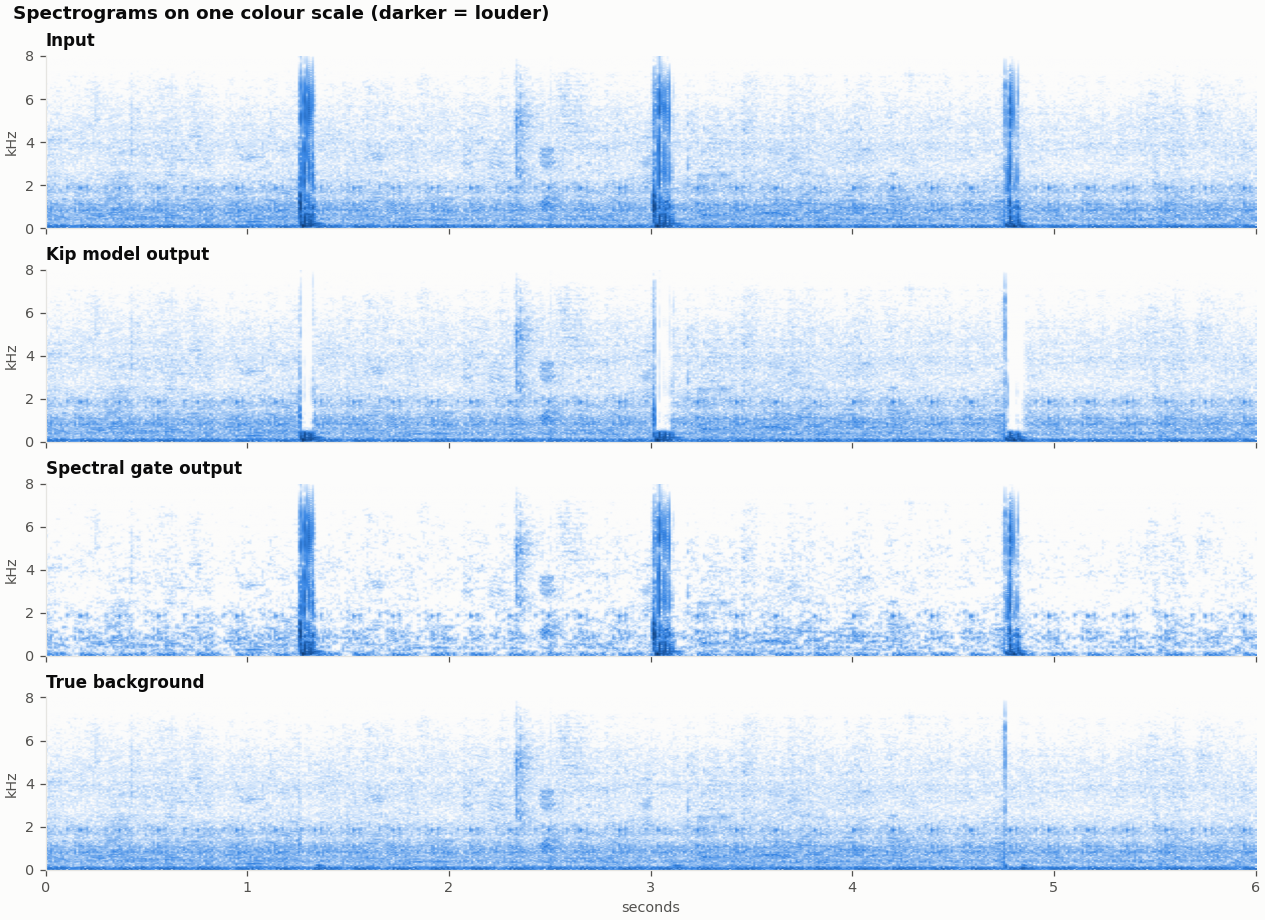 Spectrograms on one colour scale (darker = louder)
Input
8
6
4
2
0
kHz
Kip model output
8
6
4
2
0
kHz
Spectral gate output
8
6
4
2
0
kHz
True background
8
6
4
2
0
kHz
0 1 2 3 4 5 6
seconds